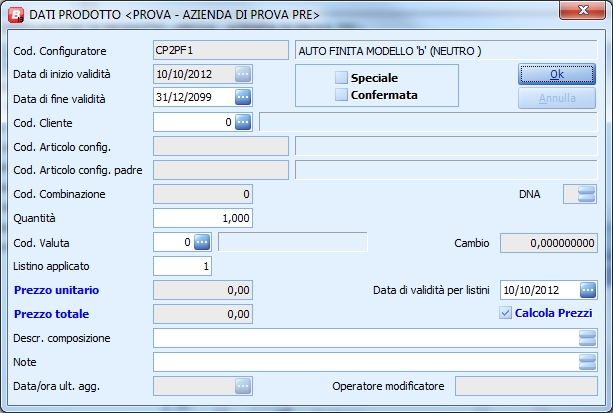 DATI PRODOTTO <PROVA - AZIENDA DI PROVA PRE>
Cod. Configuratore CP2PF1 AUTO FINITA MODELLO 'b' (NEUTRO )
Data di inizio validità 10/10/2012 ... Speciale Ok
Data di fine validità 31/12/2099 ... Confermata Annulla
Cod. Cliente 0 ...
Cod. Articolo config.
Cod. Articolo config. padre
Cod. Combinazione 0 DNA
Quantità 1,000
Cod. Valuta 0 ... Cambio 0,000000000
Listino applicato 1
Prezzo unitario 0,00 Data di validità per listini 10/10/2012 ...
Prezzo totale 0,00 Calcola Prezzi
Descr. composizione
Note
Data/ora ult. agg. ... Operatore modificatore